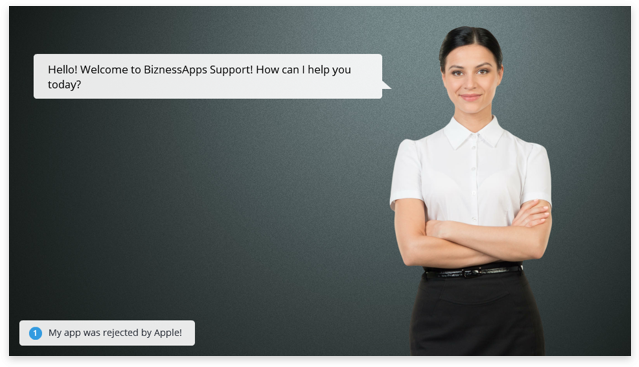 Hello! Welcome to BiznessApps Support! How can I help you
today?
1 My app was rejected by Apple!